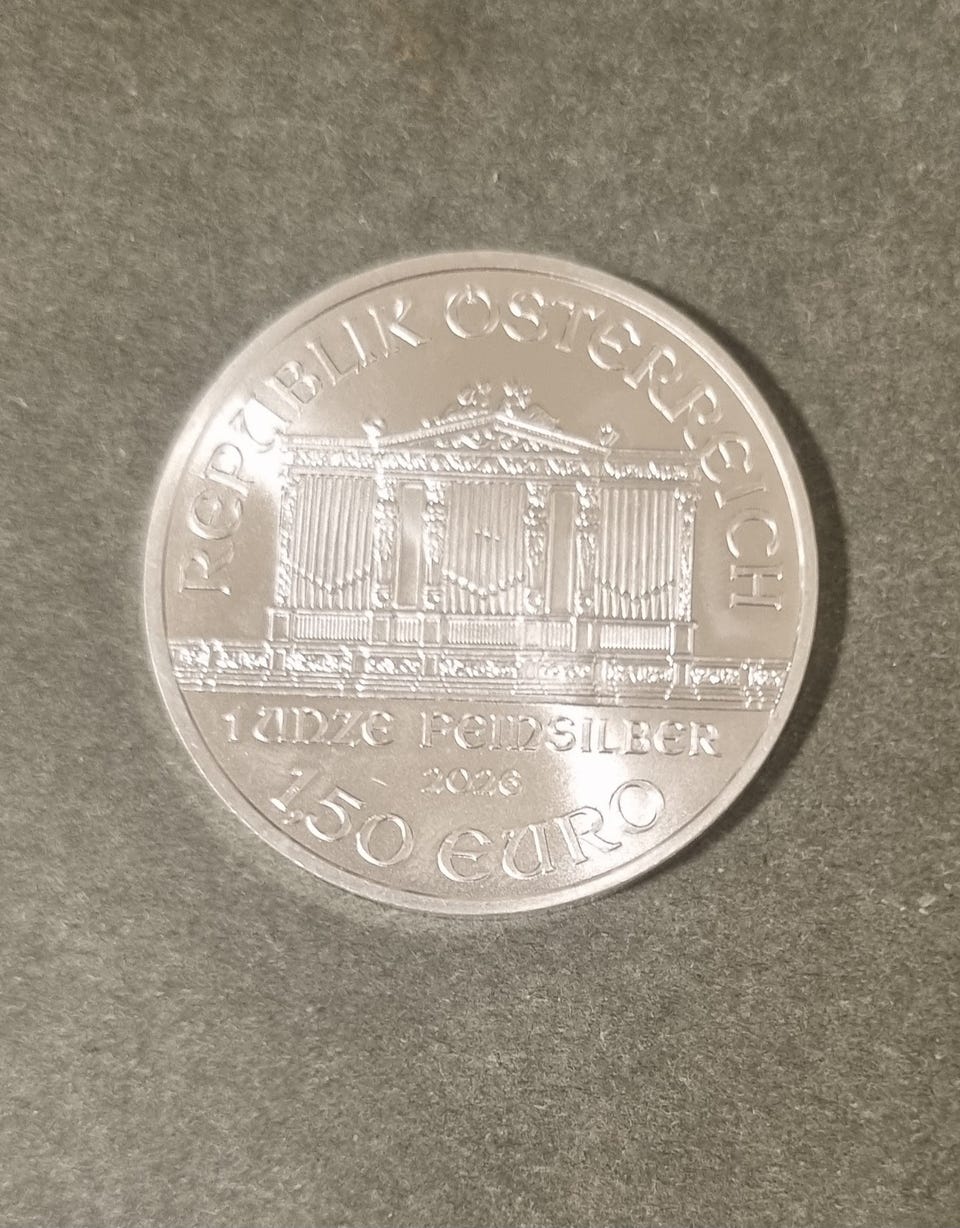 REPUBLIK ÖSTERREICH
1 UNZE FEINSILBER
2026
1,50 EURO